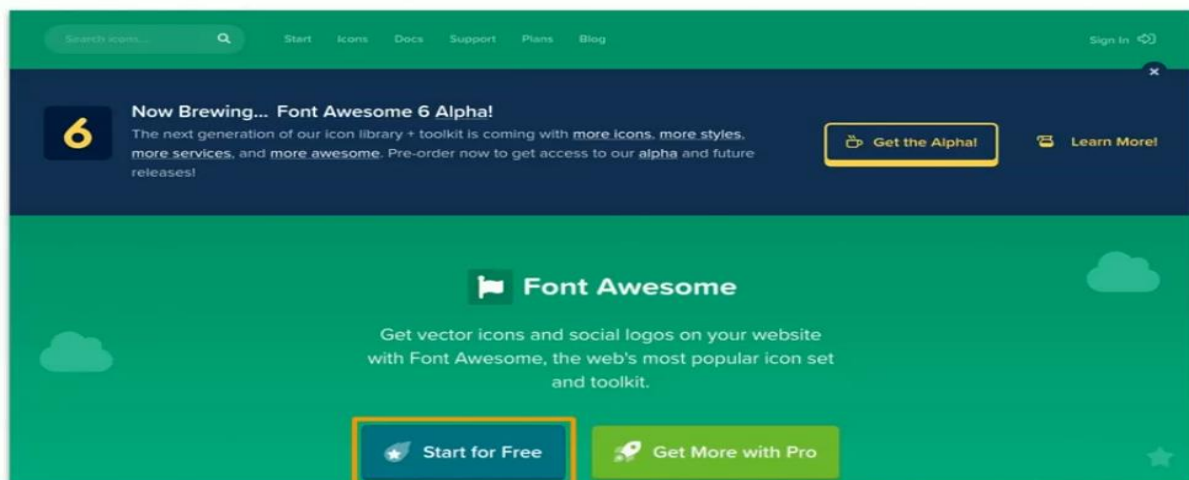 Search icons...
Start Icons Docs Support Plans Blog
Sign In
6
Now Brewing... Font Awesome 6 Alpha!
The next generation of our icon library + toolkit is coming with more icons, more styles,
more services, and more awesome. Pre-order now to get access to our alpha and future
releases!
Get the Alpha!
Learn More!
Font Awesome
Get vector icons and social logos on your website
with Font Awesome, the web's most popular icon set
and toolkit.
Start for Free
Get More with Pro